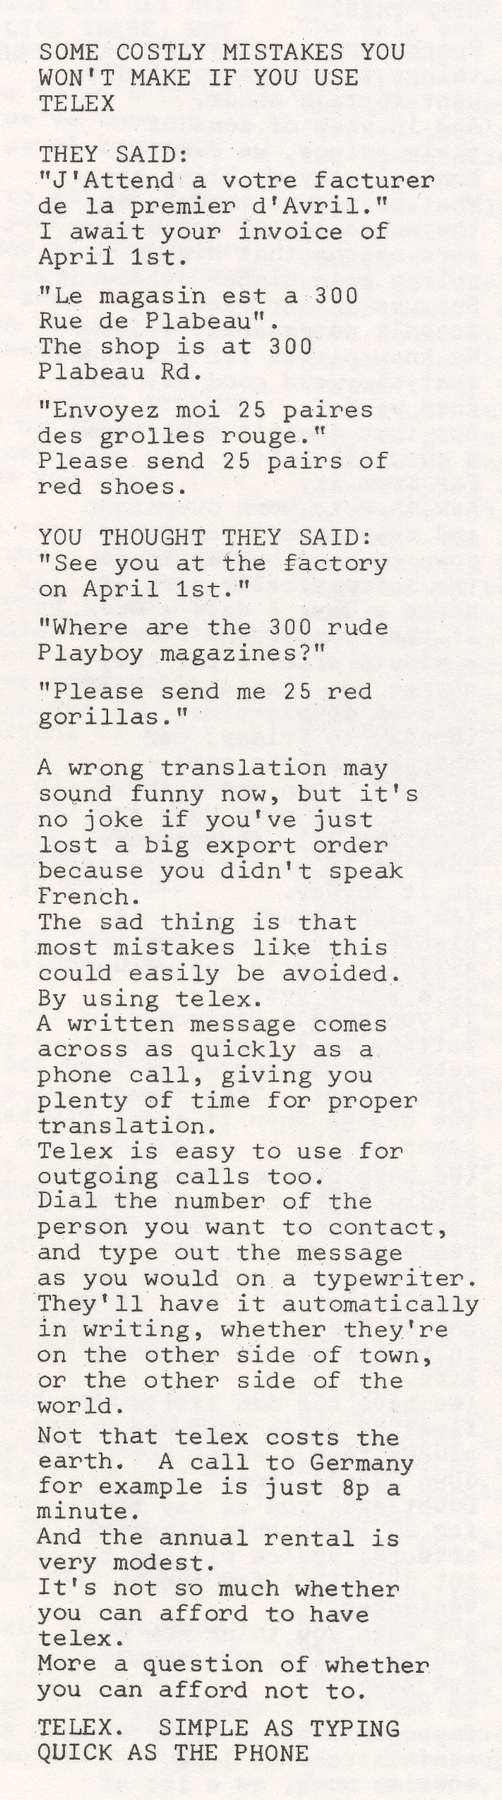 SOME COSTLY MISTAKES YOU
WON'T MAKE IF YOU USE
TELEX
THEY SAID:
"J'Attend a votre facturer
de la premier d'Avril."
I await your invoice of
April 1st.
"Le magasin est a 300
Rue de Plabeau".
The shop is at 300
Plabeau Rd.
"Envoyez moi 25 paires
des grolles rouge."
Please send 25 pairs of
red shoes.
YOU THOUGHT THEY SAID:
"See you at the factory
on April 1st."
"Where are the 300 rude
Playboy magazines?"
"Please send me 25 red
gorillas."
A wrong translation may
sound funny now, but it's
no joke if you've just
lost a big export order
because you didn't speak
French.
The sad thing is that
most mistakes like this
could easily be avoided.
By using telex.
A written message comes
across as quickly as a
phone call, giving you
plenty of time for proper
translation.
Telex is easy to use for
outgoing calls too.
Dial the number of the
person you want to contact,
and type out the message
as you would on a typewriter.
They'll have it automatically
in writing, whether they're
on the other side of town,
or the other side of the
world.
Not that telex costs the
earth.  A call to Germany
for example is just 8p a
minute.
And the annual rental is
very modest.
It's not so much whether
you can afford to have
telex.
More a question of whether
you can afford not to.
TELEX.  SIMPLE AS TYPING
QUICK AS THE PHONE